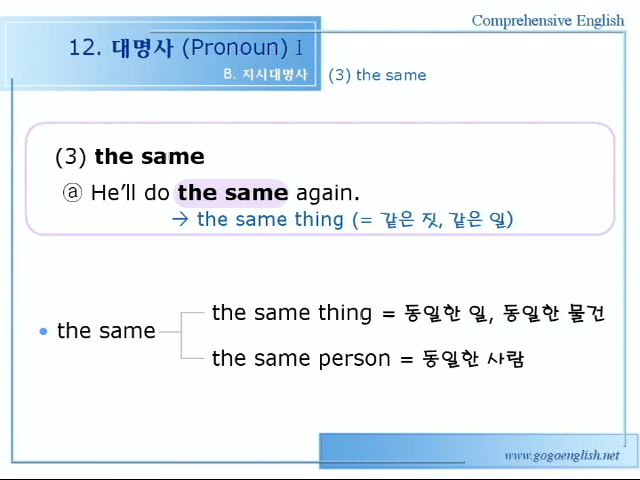 Comprehensive English
12. 대명사 (Pronoun) I
B. 지시대명사
(3) the same
(3) the same
ⓐ He'll do the same again.
→ the same thing (= 같은 짓, 같은 일)
the same thing = 동일한 일, 동일한 물건
• the same
the same person = 동일한 사람
www.gogoenglish.net